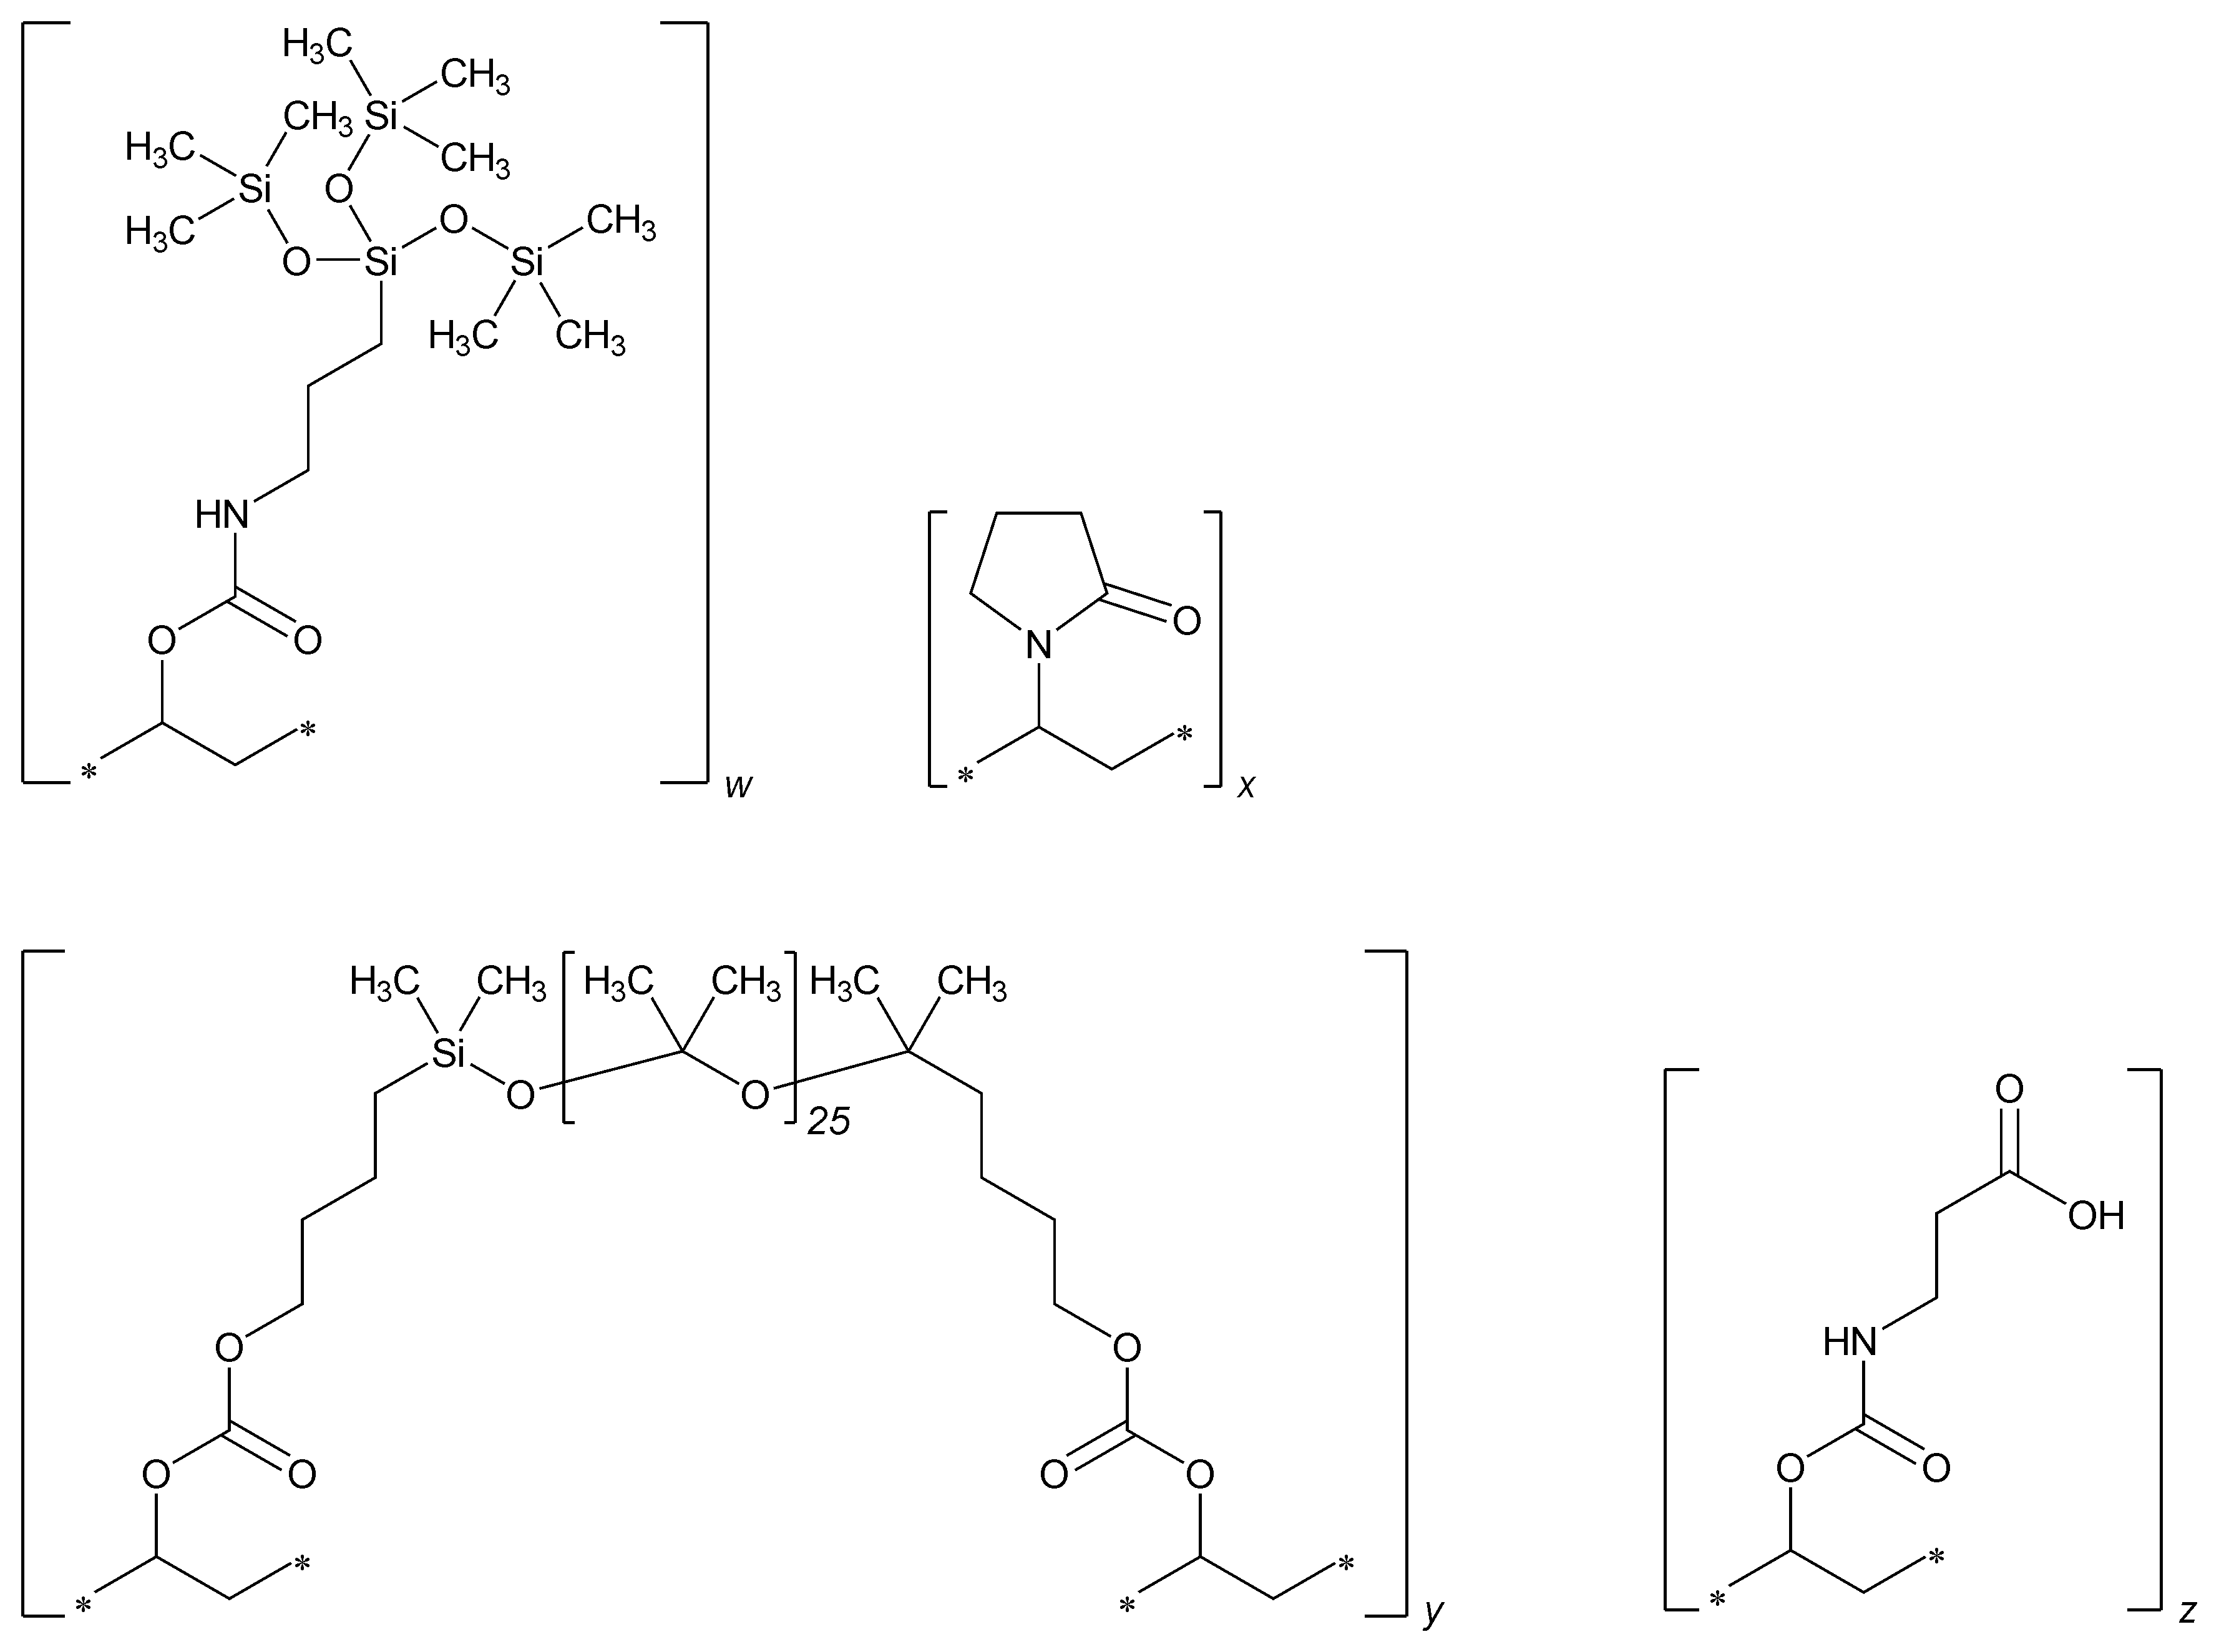 H3C
CH3
CH3 Si
H3C CH3
Si O
H3C O CH3
O Si Si
H3C CH3
HN
O O N O
* * * *
w x
H3C CH3 H3C CH3 H3C CH3
Si O O 25
O
OH
O O HN
O O O O O O
* * * * * *
y z